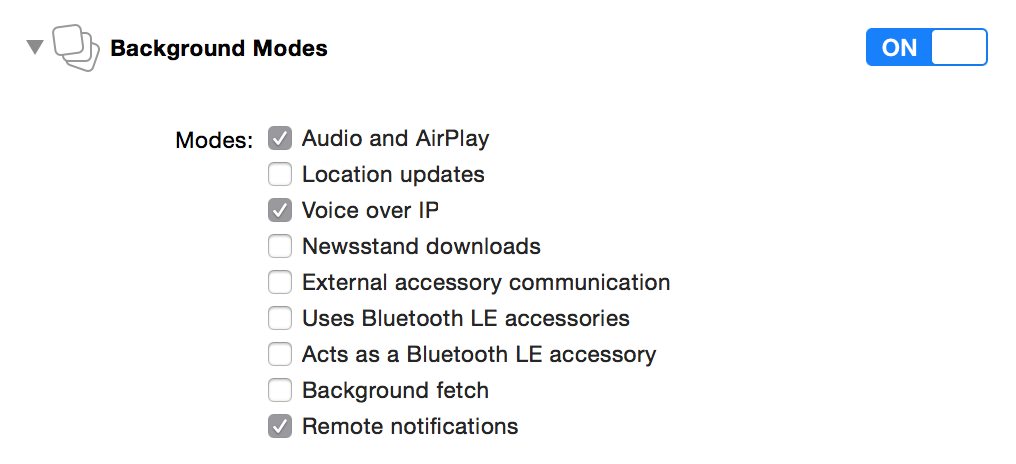 Background Modes
ON
Modes: Audio and AirPlay
Location updates
Voice over IP
Newsstand downloads
External accessory communication
Uses Bluetooth LE accessories
Acts as a Bluetooth LE accessory
Background fetch
Remote notifications